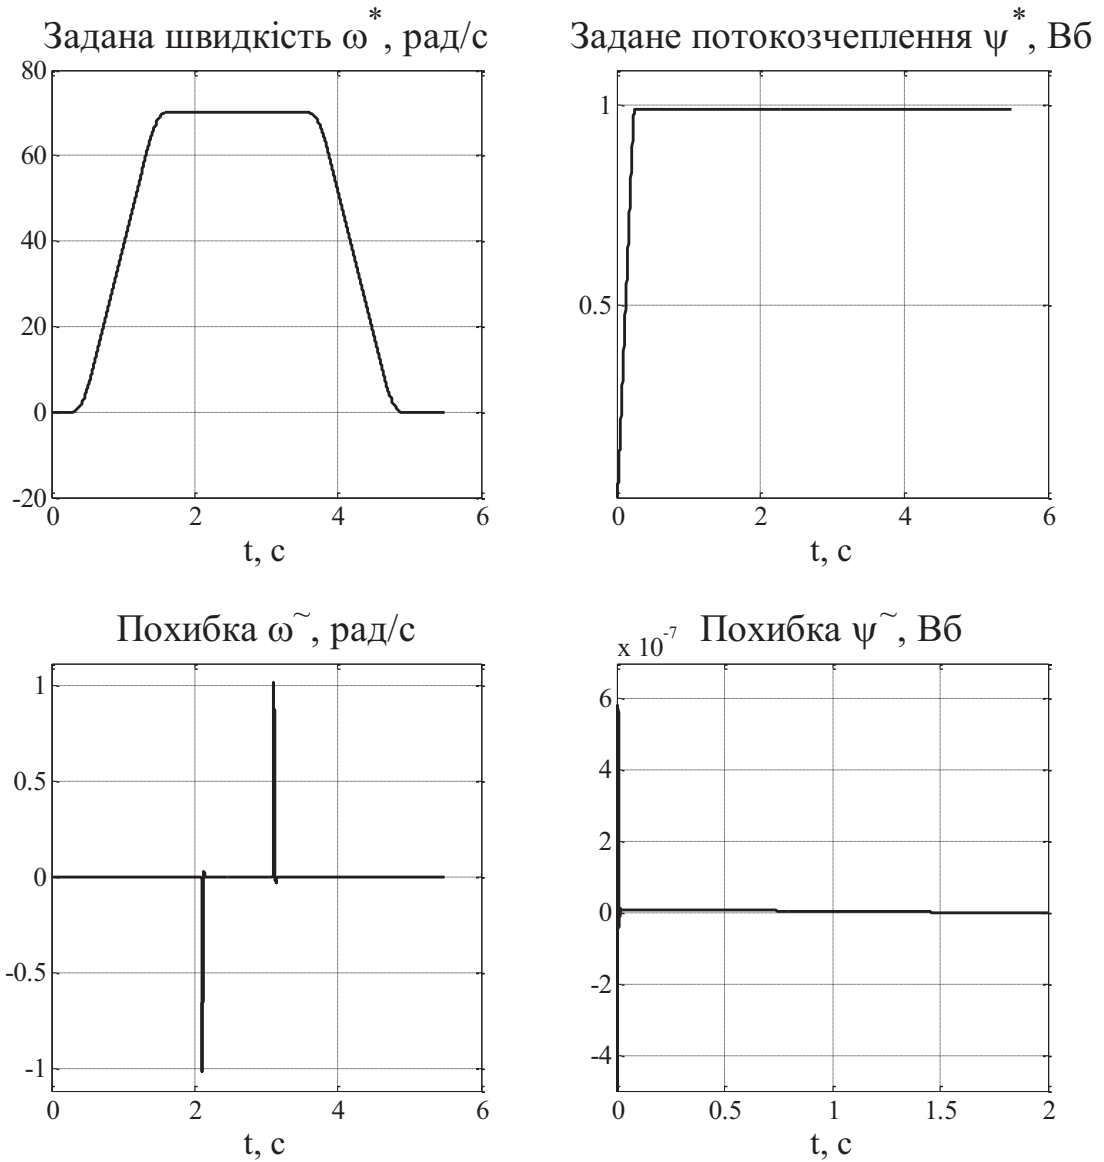 Задана швидкість ω*, рад/с
80
60
40
20
0
-20
0 2 4 6
t, с
Задане потокозчеплення ψ*, Вб
1
0.5
0 2 4 6
t, с
Похибка ω~, рад/с
1
0.5
0
-0.5
-1
0 2 4 6
t, с
Похибка ψ~, Вб
x 10-7
6
4
2
0
-2
-4
0 0.5 1 1.5 2
t, с